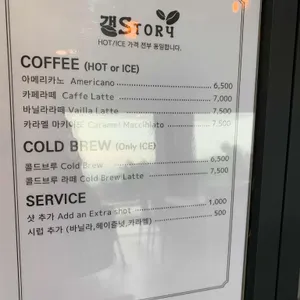 갱STORY
HOT/ICE 가격 전부 동일합니다.
COFFEE (HOT or ICE)
아메리카노 Americano 6,500
카페라떼 Caffe Latte 7,000
바닐라라떼 Vailla Latte 7,500
카라멜 마키아또 Caramel Macchiato 7,500
COLD BREW (Only ICE)
콜드브루 Cold Brew 6,500
콜드브루 라떼 Cold Brew Latte 7,500
SERVICE
샷 추가 Add an Extra shot 1,000
시럽 추가 (바닐라,헤이즐넛,카라멜) 500